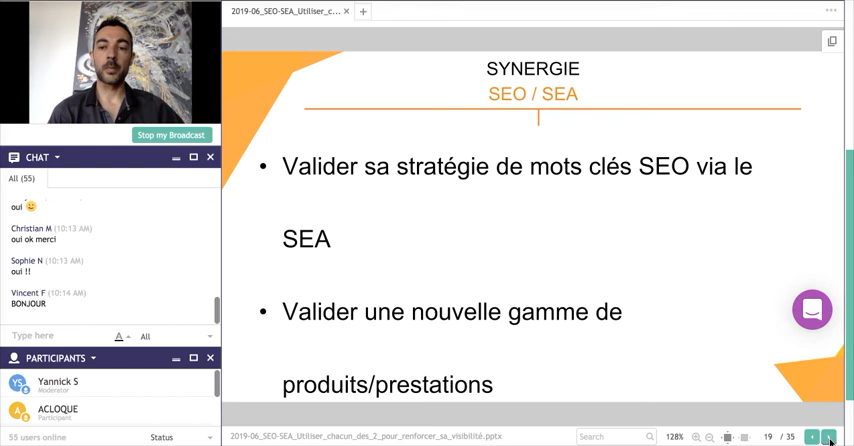 2019-06_SEO-SEA_Utiliser_c...
Stop my Broadcast
CHAT
All (55)
oui
Christian M (10:13 AM)
oui ok merci
Sophie N (10:13 AM)
oui !!
Vincent F (10:14 AM)
BONJOUR
Type here
A
All
PARTICIPANTS
YS
Yannick S
Moderator
A
ACLOQUE
Participant
55 users online
Status
SYNERGIE
SEO / SEA
• Valider sa stratégie de mots clés SEO via le
SEA
• Valider une nouvelle gamme de
produits/prestations
2019-06_SEO-SEA_Utiliser_chacun_des_2_pour_renforcer_sa_visibilité.pptx
Search
128%
19 / 35